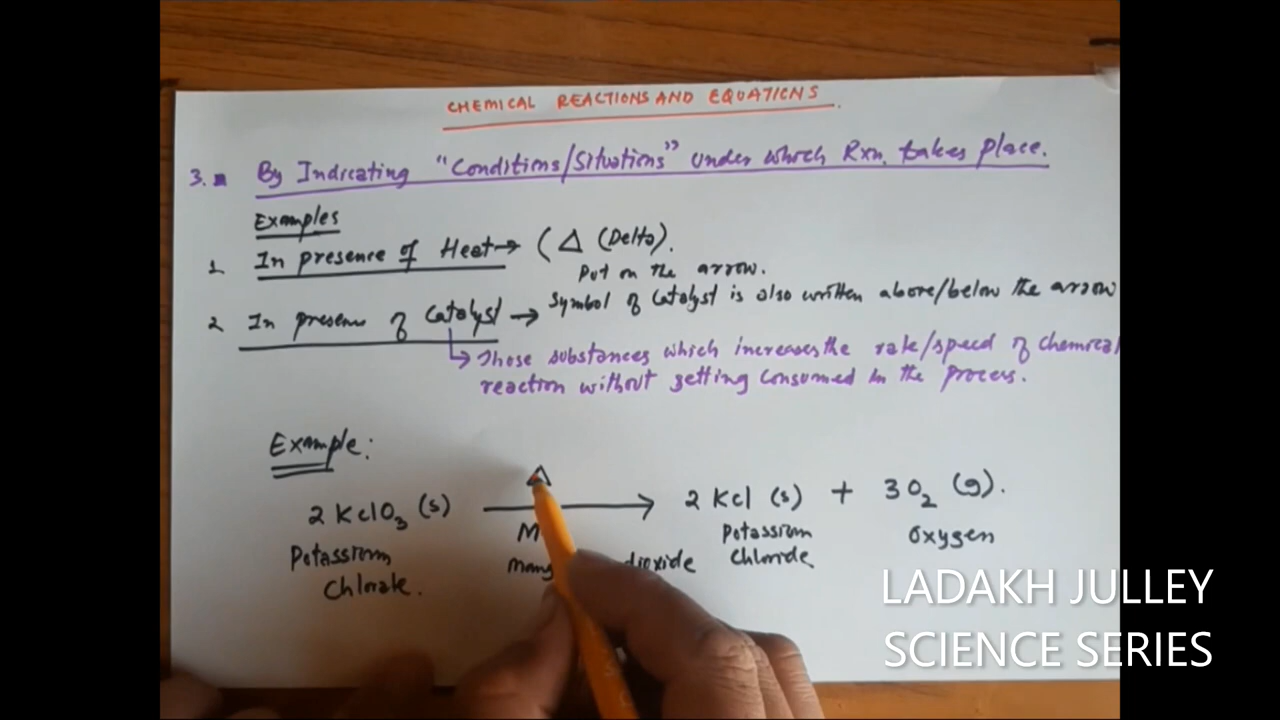 CHEMICAL REACTIONS AND EQUATIONS.
3. By Indicating "Conditions/Situations" under which Rxn. takes place.
Examples
1. In presence of Heat → ( Δ (Delta).
Put on the arrow.
2. In presence of Catalyst → Symbol of Catalyst is also written above/below the arrow
↳ Those substances which increases the rate/speed of chemical
reaction without getting consumed in the process.
Example:
Δ
2 KClO₃ (s) → 2 KCl (s) + 3O₂ (g).
Potassium Chlorate.
dioxide
Potassium Chloride
Oxygen
LADAKH JULLEY
SCIENCE SERIES